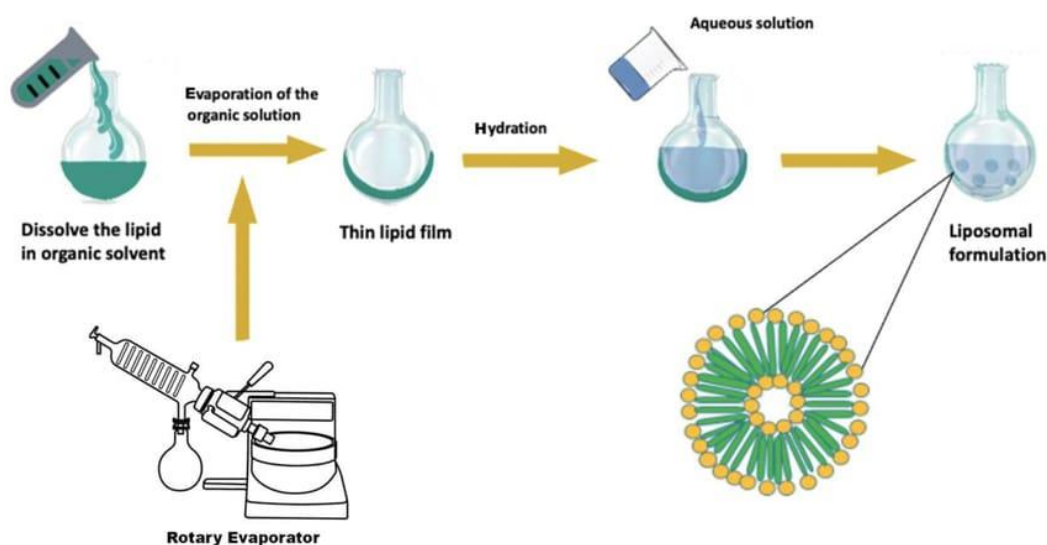 Aqueous solution
Evaporation of the
organic solution
Hydration
Dissolve the lipid
in organic solvent
Thin lipid film
Liposomal
formulation
Rotary Evaporator